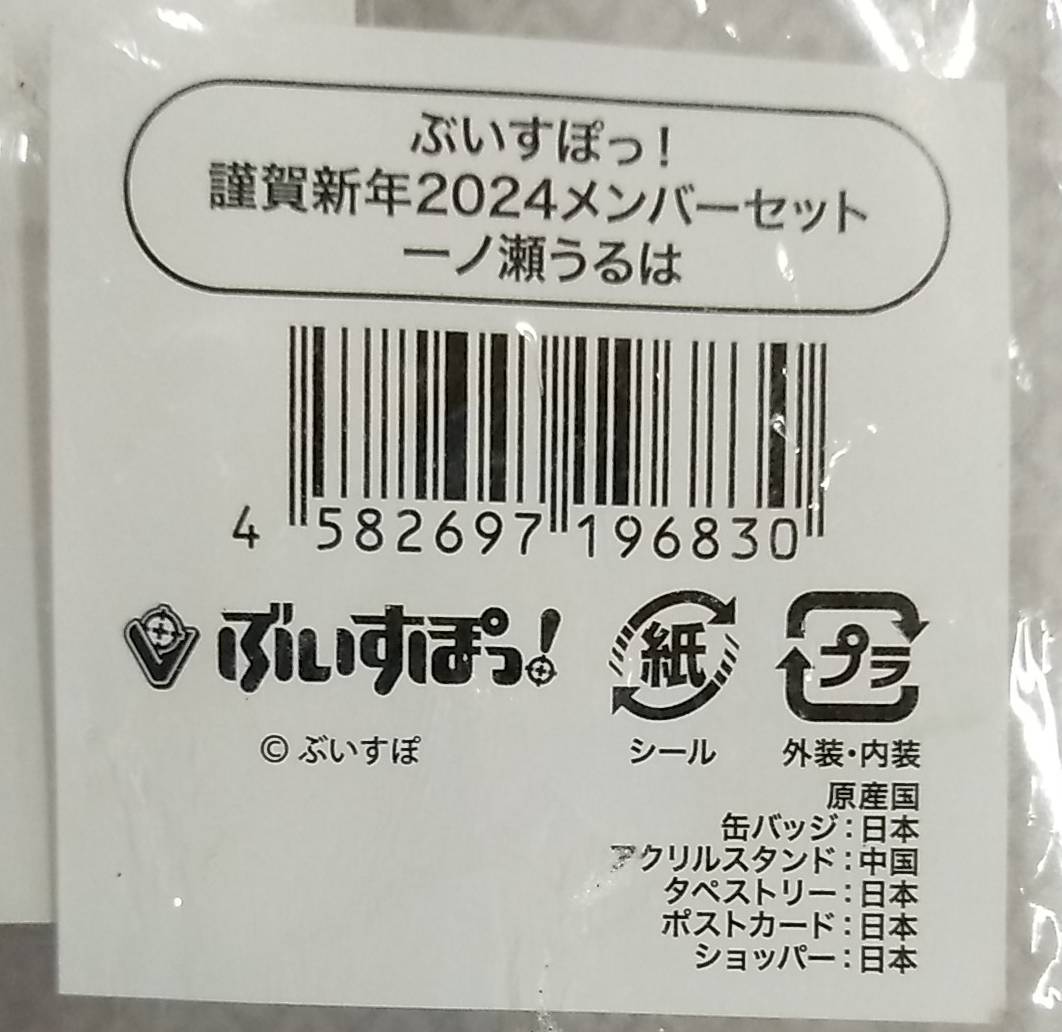 ぶいすぽっ！
謹賀新年2024メンバーセット
一ノ瀬うるは
4 582697 196830
ぶいすぽっ！
紙
プラ
© ぶいすぽ
シール
外装・内装
原産国
缶バッジ：日本
アクリルスタンド：中国
タペストリー：日本
ポストカード：日本
ショッパー：日本